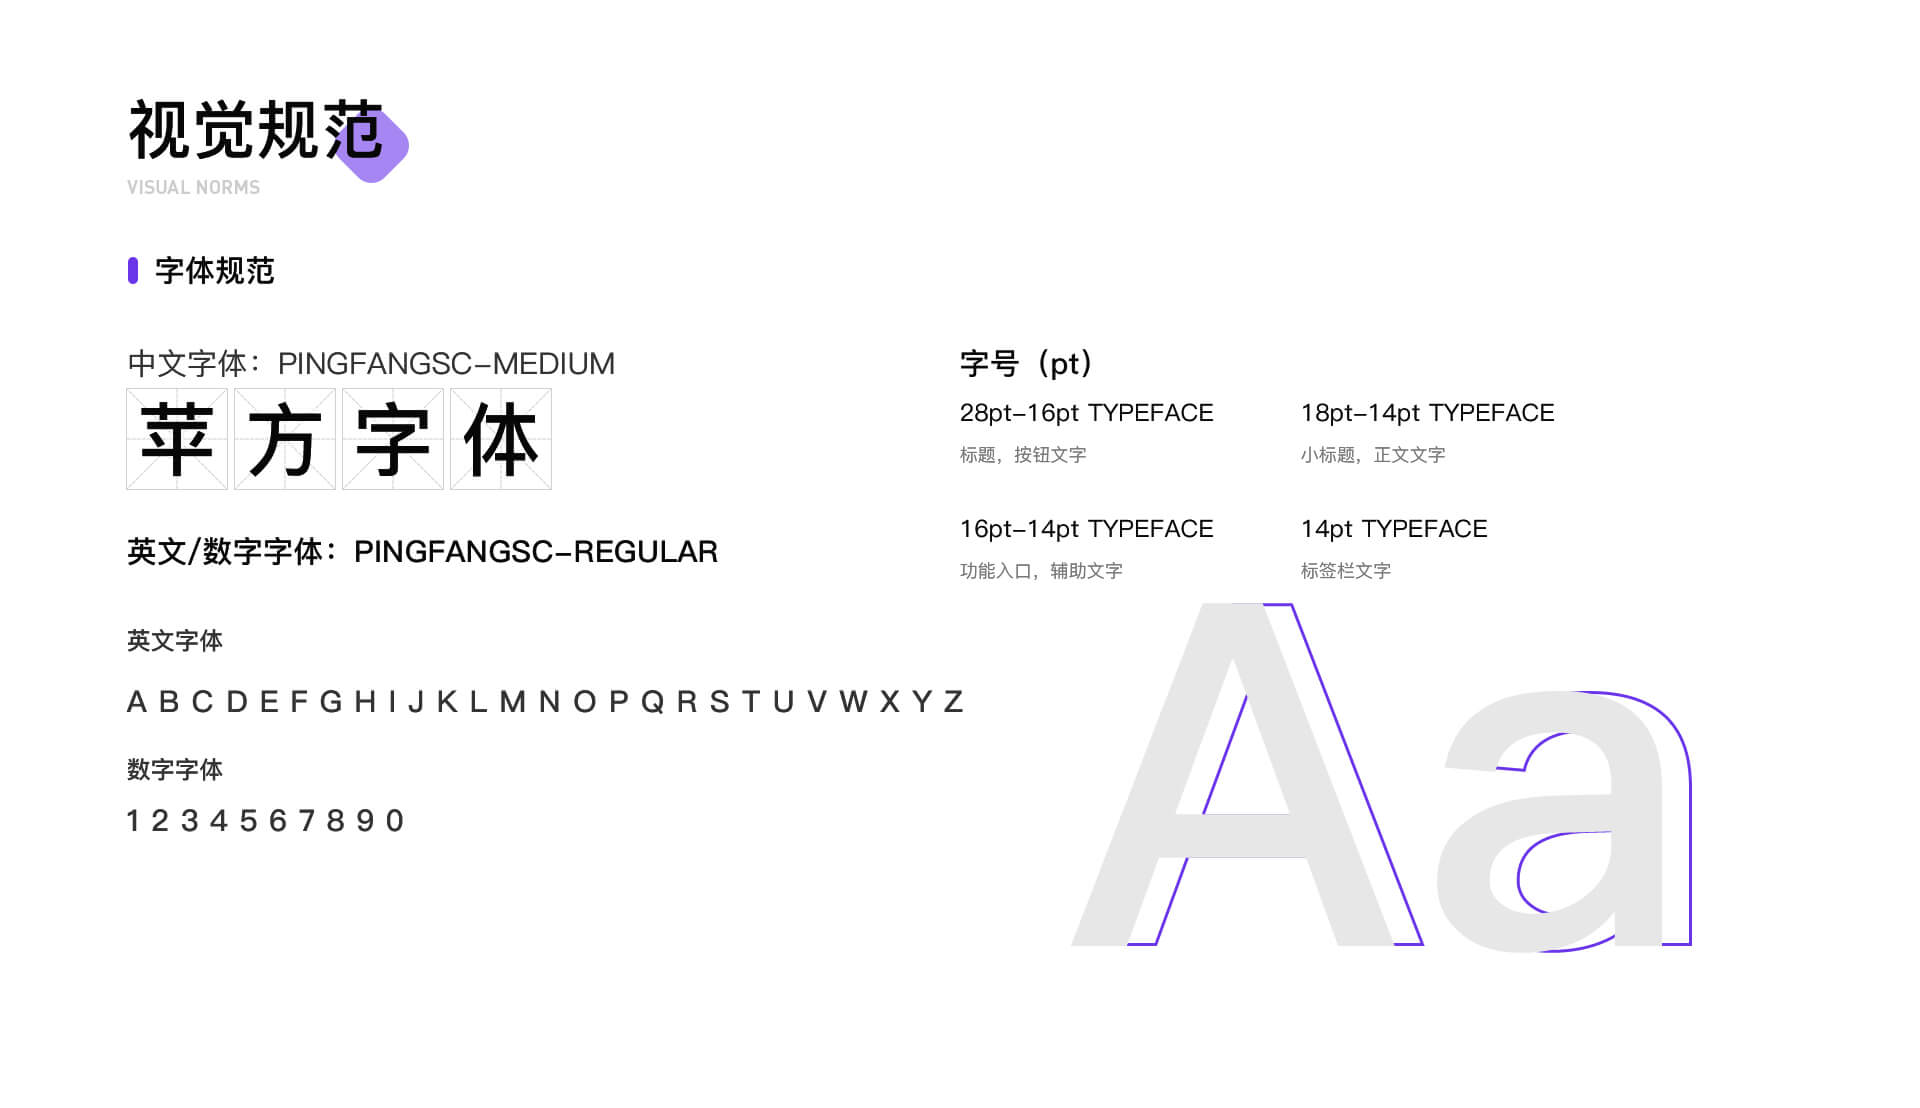 视觉规范
VISUAL NORMS
字体规范
中文字体：PINGFANGSC-MEDIUM
苹方字体
英文/数字字体：PINGFANGSC-REGULAR
英文字体
A B C D E F G H I J K L M N O P Q R S T U V W X Y Z
数字字体
1 2 3 4 5 6 7 8 9 0
字号（pt）
28pt-16pt TYPEFACE
标题，按钮文字
18pt-14pt TYPEFACE
小标题，正文文字
16pt-14pt TYPEFACE
功能入口，辅助文字
14pt TYPEFACE
标签栏文字
Aa